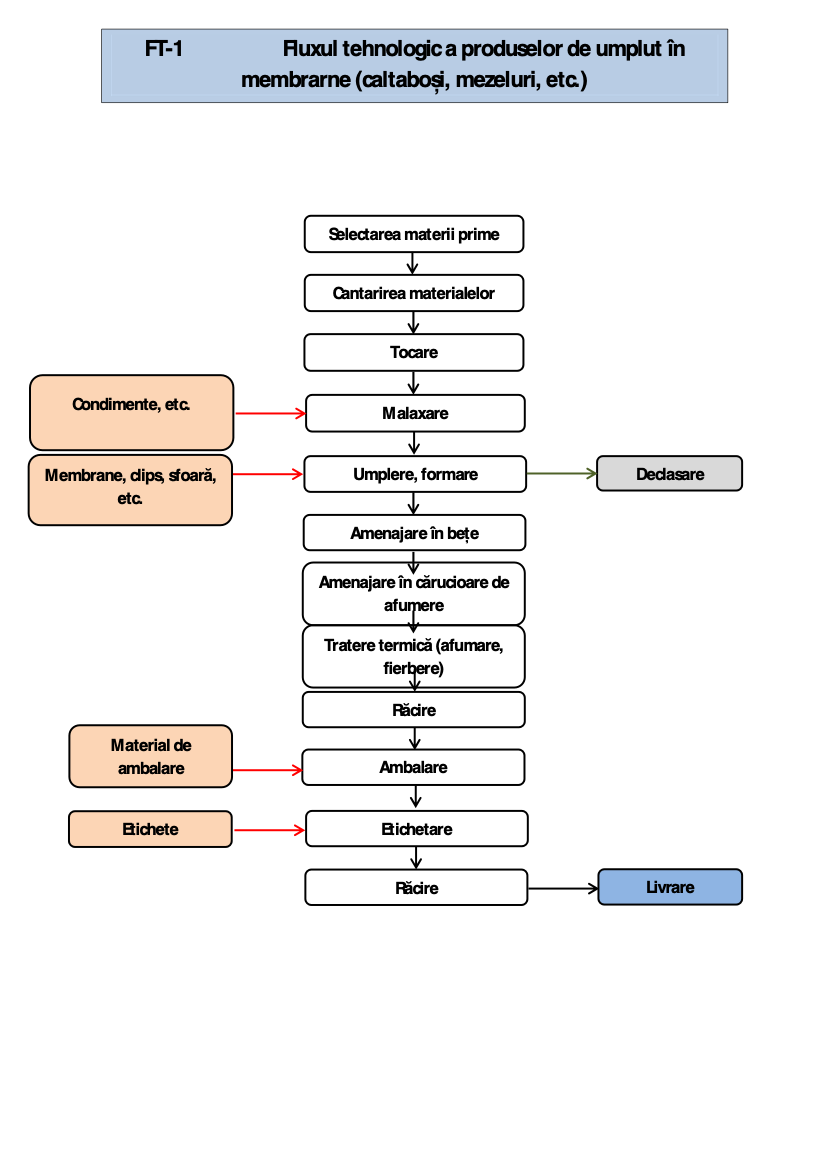 FT-1 Fluxul tehnologic a produselor de umplut în
membrarne (caltaboși, mezeluri, etc.)
Selectarea materii prime
Cantarirea materialelor
Tocare
Condimente, etc.
Malaxare
Membrane, clips, sfoară,
etc.
Umplere, formare
Declasare
Amenajare în bețe
Amenajare în cărucioare de
afumere
Tratere termică (afumare,
fierbere)
Răcire
Material de
ambalare
Ambalare
Etichete
Etichetare
Răcire
Livrare